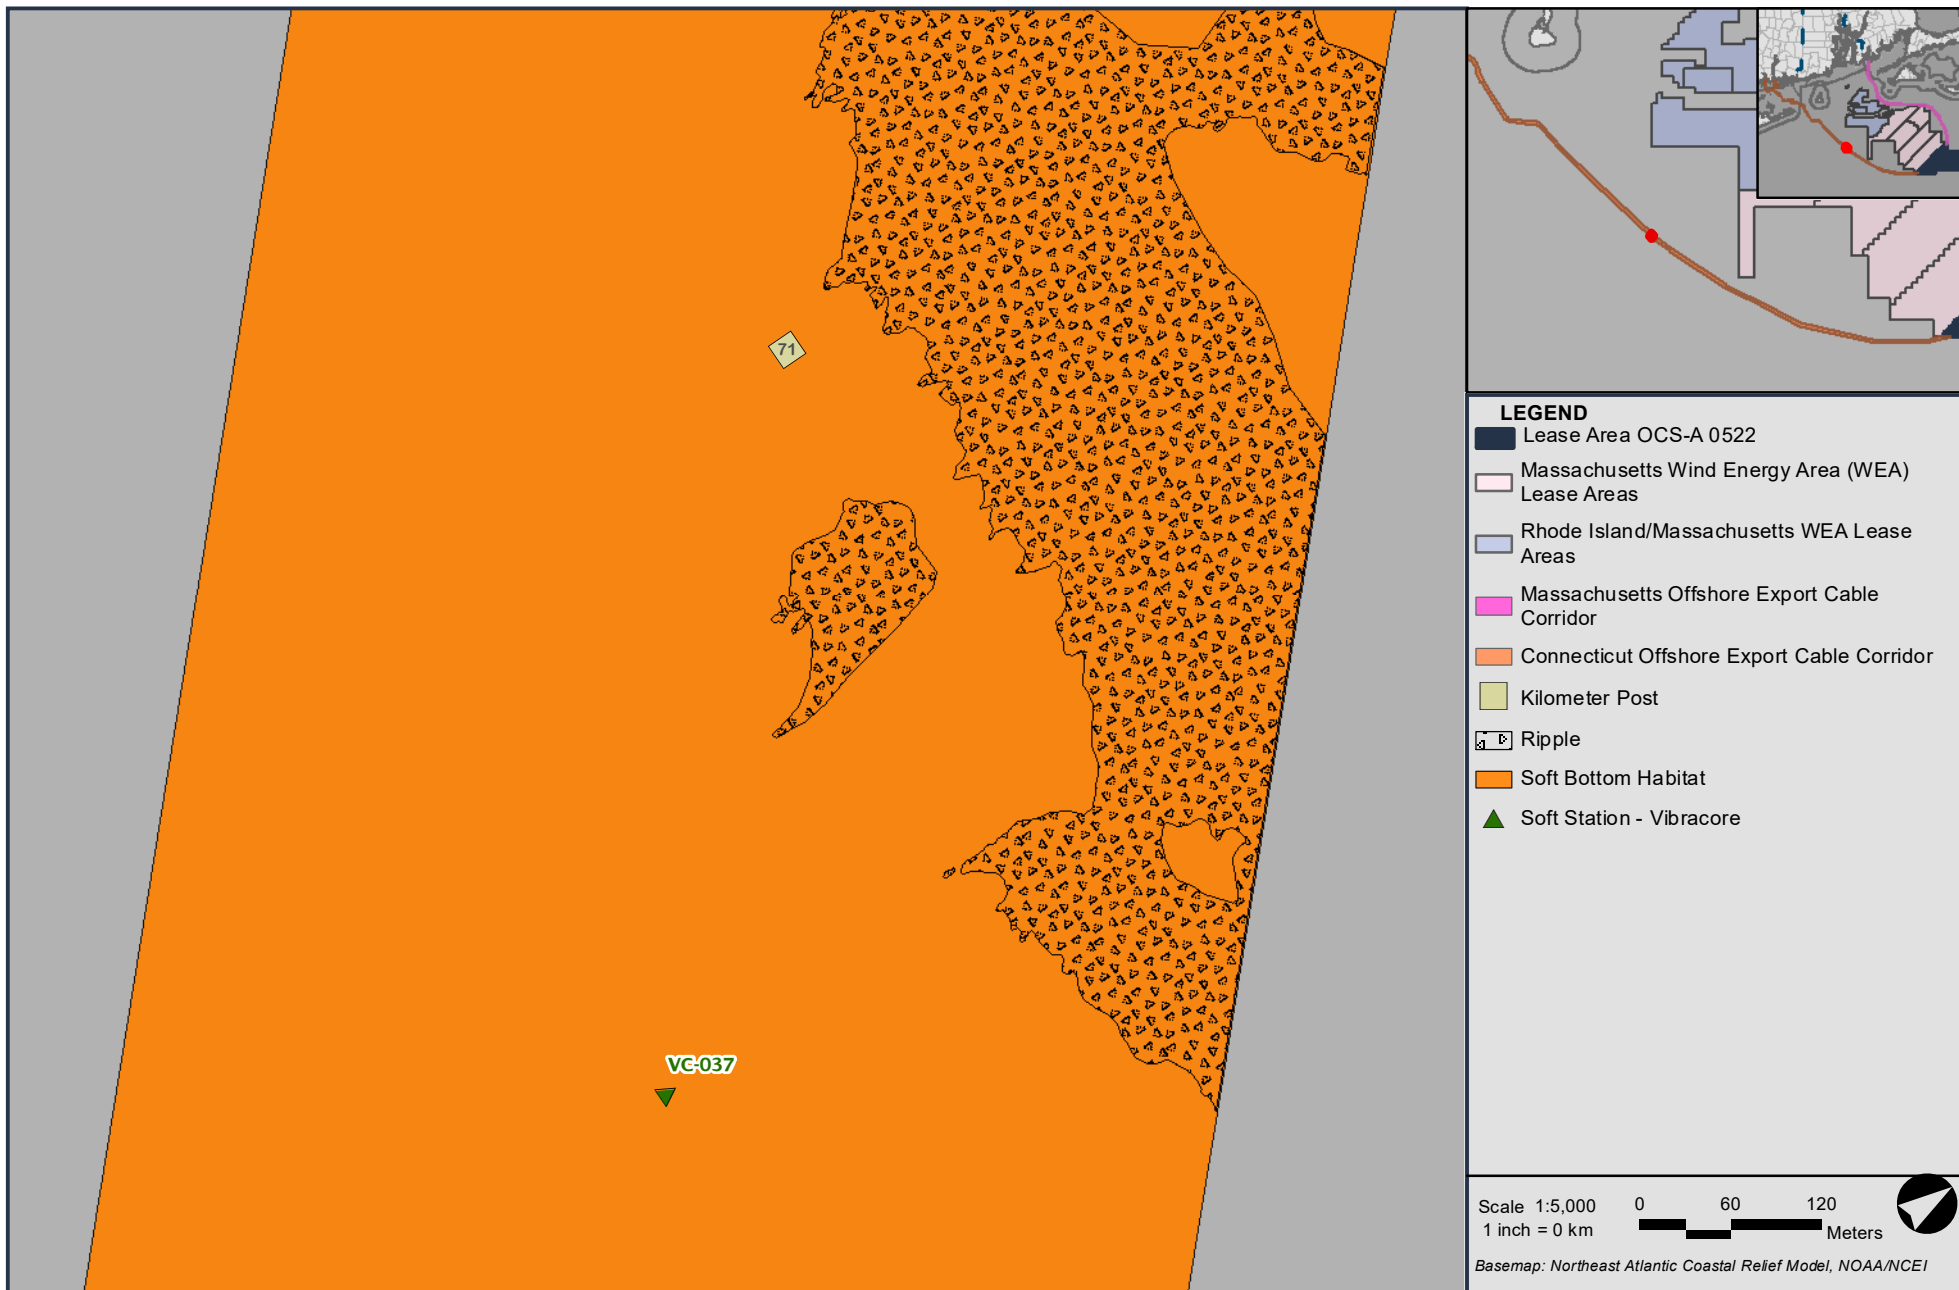 71
VC-037
LEGEND
Lease Area OCS-A 0522
Massachusetts Wind Energy Area (WEA)
Lease Areas
Rhode Island/Massachusetts WEA Lease
Areas
Massachusetts Offshore Export Cable
Corridor
Connecticut Offshore Export Cable Corridor
Kilometer Post
Ripple
Soft Bottom Habitat
Soft Station - Vibracore
Scale 1:5,000
1 inch = 0 km
0 60 120
Meters
Basemap: Northeast Atlantic Coastal Relief Model, NOAA/NCEI